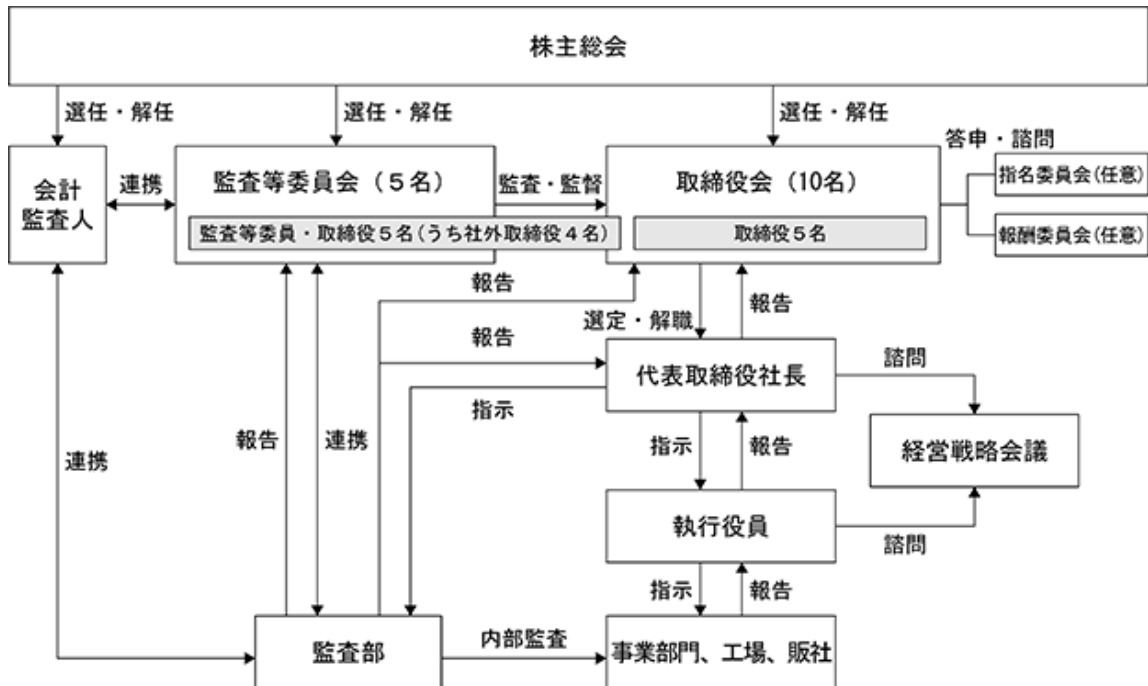 株主総会
選任・解任
選任・解任
選任・解任
会計
監査人
連携
監査等委員会（５名）
監査・監督
取締役会（10名）
答申・諮問
指名委員会(任意)
報酬委員会(任意)
監査等委員・取締役５名(うち社外取締役４名)
取締役５名
報告
選定・解職
報告
報告
代表取締役社長
諮問
指示
連携
報告
連携
指示
報告
経営戦略会議
執行役員
諮問
指示
報告
監査部
内部監査
事業部門、工場、販社